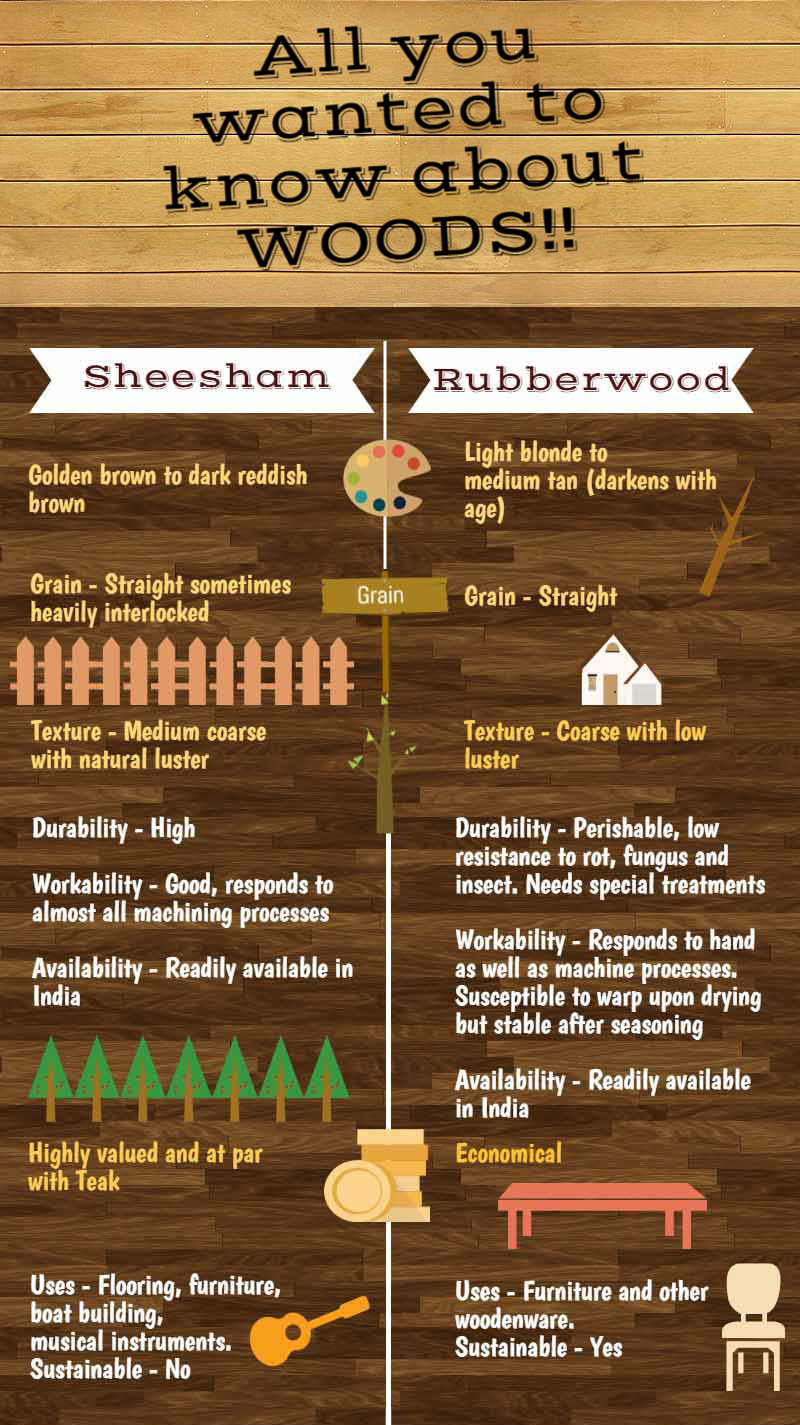 All you
wanted to
know about
WOODS!!
Sheesham
Rubberwood
Golden brown to dark reddish
brown
Light blonde to
medium tan (darkens with
age)
Grain - Straight sometimes
heavily interlocked
Grain
Grain - Straight
Texture - Medium coarse
with natural luster
Texture - Coarse with low
luster
Durability - High
Workability - Good, responds to
almost all machining processes
Availability - Readily available in
India
Durability - Perishable, low
resistance to rot, fungus and
insect. Needs special treatments
Workability - Responds to hand
as well as machine processes.
Susceptible to warp upon drying
but stable after seasoning
Availability - Readily available
in India
Highly valued and at par
with Teak
Economical
Uses - Flooring, furniture,
boat building,
musical instruments.
Sustainable - No
Uses - Furniture and other
woodenware.
Sustainable - Yes